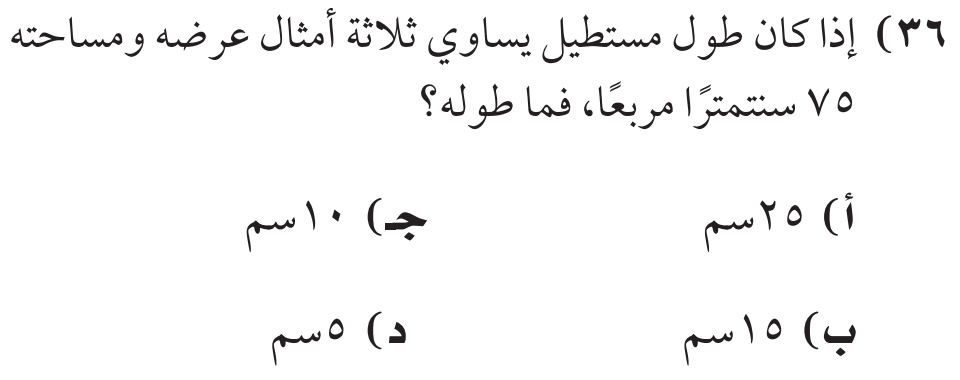 ٣٦) إذا كان طول مستطيل يساوي ثلاثة أمثال عرضه ومساحته
٧٥ سنتمترًا مربعًا، فما طوله؟
أ) ٢٥سم جـ) ١٠سم
ب) ١٥سم د) ٥سم